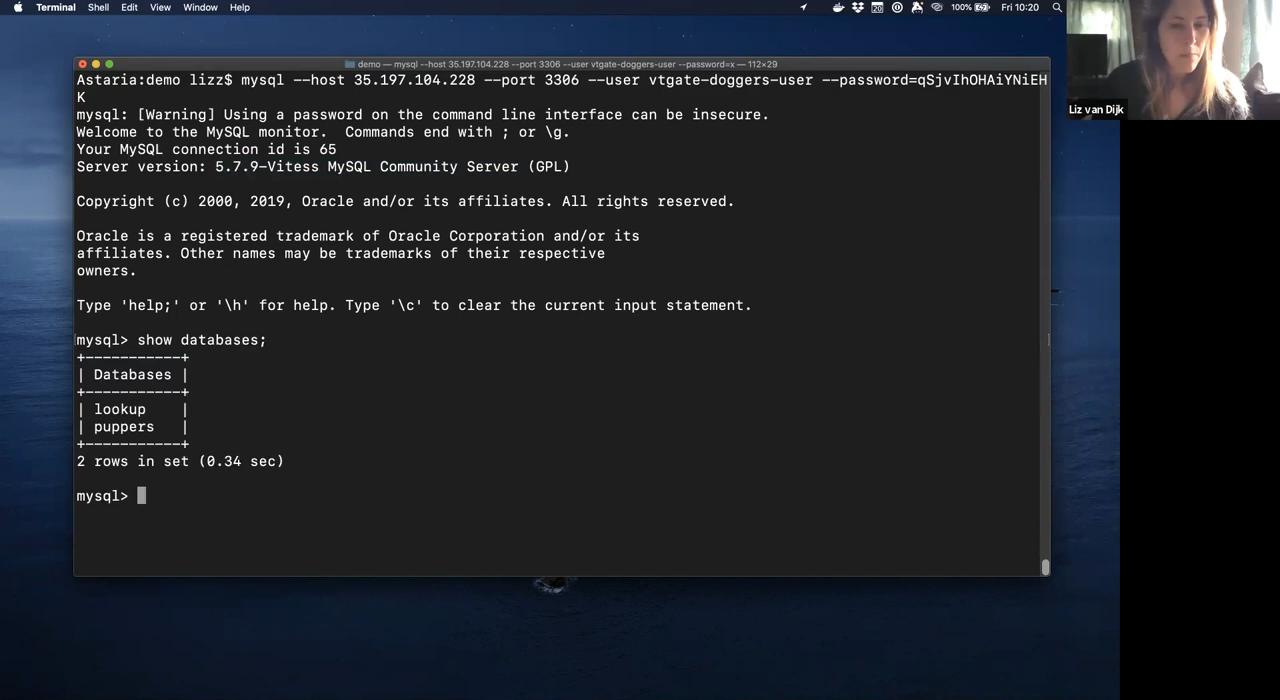 Terminal Shell Edit View Window Help 20 100% Fri 10:20
demo — mysql --host 35.197.104.228 --port 3306 --user vtgate-doggers-user --password=x — 112×29
Astaria:demo lizz$ mysql --host 35.197.104.228 --port 3306 --user vtgate-doggers-user --password=qSjvIhOHAiYNiEH
K
mysql: [Warning] Using a password on the command line interface can be insecure.
Welcome to the MySQL monitor.  Commands end with ; or \g.
Your MySQL connection id is 65
Server version: 5.7.9-Vitess MySQL Community Server (GPL)
Copyright (c) 2000, 2019, Oracle and/or its affiliates. All rights reserved.
Oracle is a registered trademark of Oracle Corporation and/or its
affiliates. Other names may be trademarks of their respective
owners.
Type 'help;' or '\h' for help. Type '\c' to clear the current input statement.
mysql> show databases;
+-----------+
| Databases |
+-----------+
| lookup    |
| puppers   |
+-----------+
2 rows in set (0.34 sec)
mysql>
Liz van Dijk